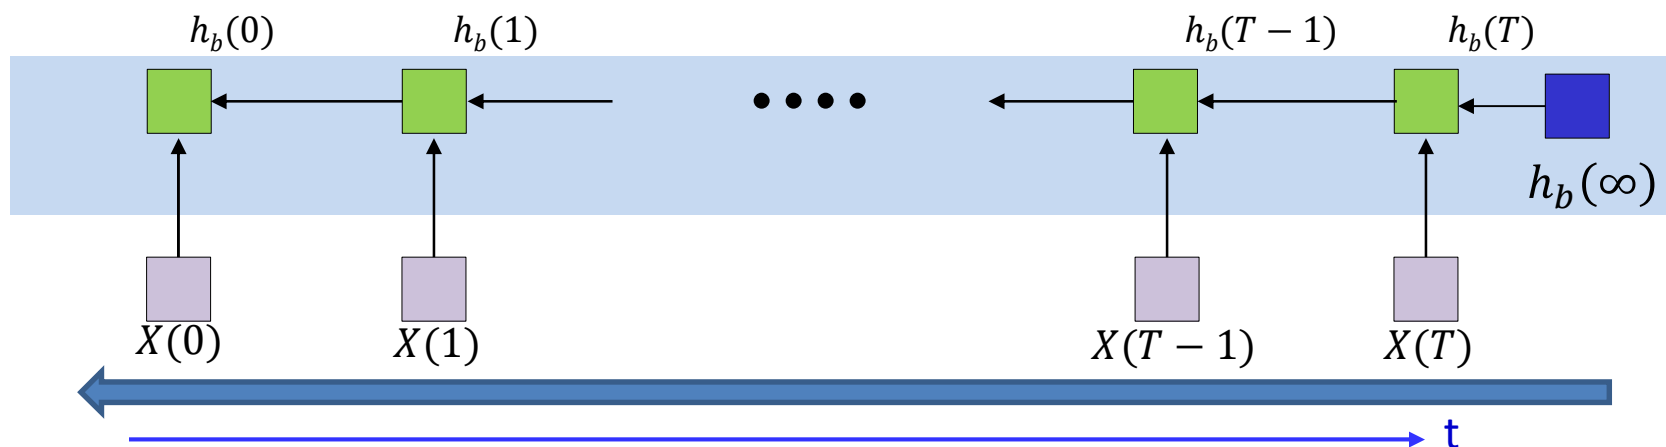 h_b(0) h_b(1) h_b(T − 1) h_b(T)
h_b(∞)
X(0) X(1) X(T − 1) X(T)
t